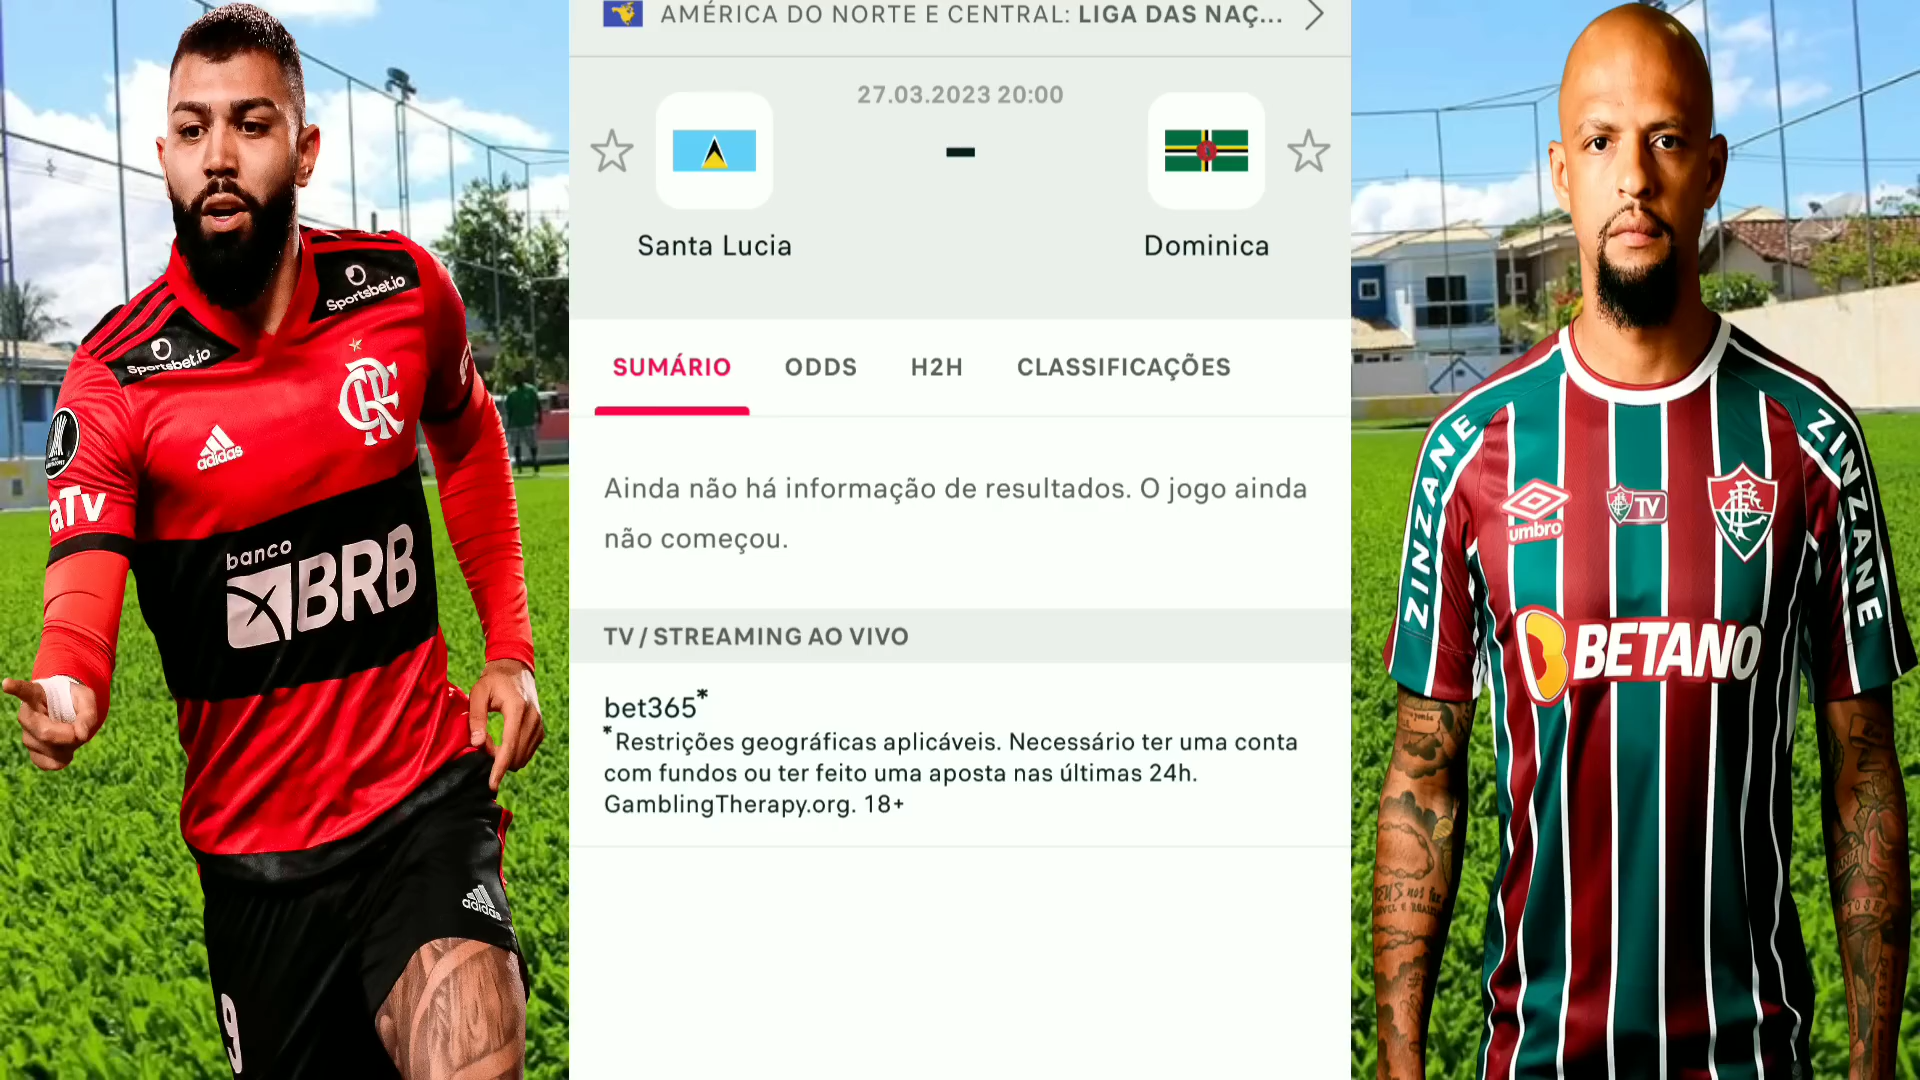 AMÉRICA DO NORTE E CENTRAL: LIGA DAS NAÇ...
27.03.2023 20:00
-
Santa Lucia
Dominica
SUMÁRIO ODDS H2H CLASSIFICAÇÕES
Ainda não há informação de resultados. O jogo ainda
não começou.
TV / STREAMING AO VIVO
bet365*
*Restrições geográficas aplicáveis. Necessário ter uma conta
com fundos ou ter feito uma aposta nas últimas 24h.
GamblingTherapy.org. 18+
Sportsbet.io
Sportsbet.io
adidas
aTv
banco
BRB
adidas
9
ZINZANE
ZINZANE
umbro
TV
BETANO